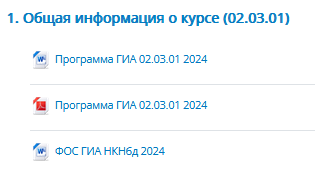 1. Общая информация о курсе (02.03.01)
Программа ГИА 02.03.01 2024
Программа ГИА 02.03.01 2024
ФОС ГИА НКНбд 2024